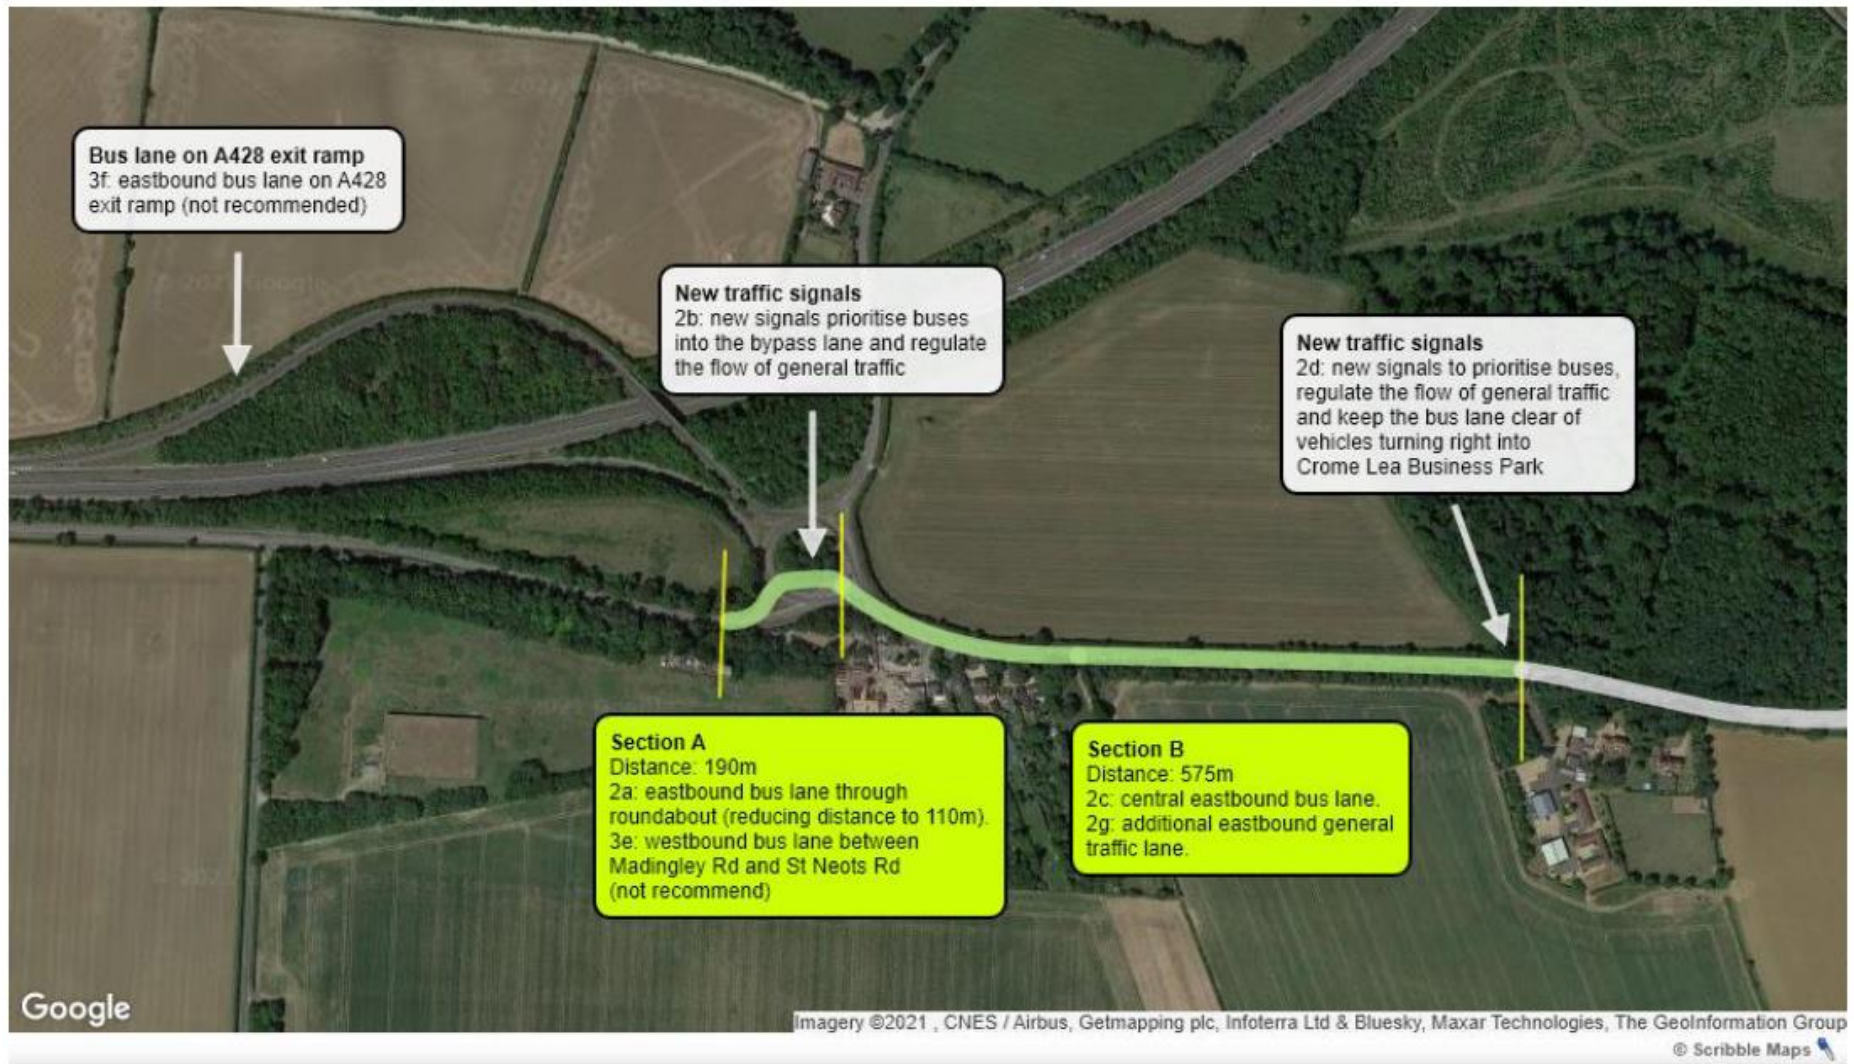 Bus lane on A428 exit ramp
3f: eastbound bus lane on A428
exit ramp (not recommended)
New traffic signals
2b: new signals prioritise buses
into the bypass lane and regulate
the flow of general traffic
New traffic signals
2d: new signals to prioritise buses,
regulate the flow of general traffic
and keep the bus lane clear of
vehicles turning right into
Crome Lea Business Park
Section A
Distance: 190m
2a: eastbound bus lane through
roundabout (reducing distance to 110m).
3e: westbound bus lane between
Madingley Rd and St Neots Rd
(not recommend)
Section B
Distance: 575m
2c: central eastbound bus lane.
2g: additional eastbound general
traffic lane.
Google
Imagery ©2021 , CNES / Airbus, Getmapping plc, Infoterra Ltd & Bluesky, Maxar Technologies, The GeoInformation Group
© Scribble Maps